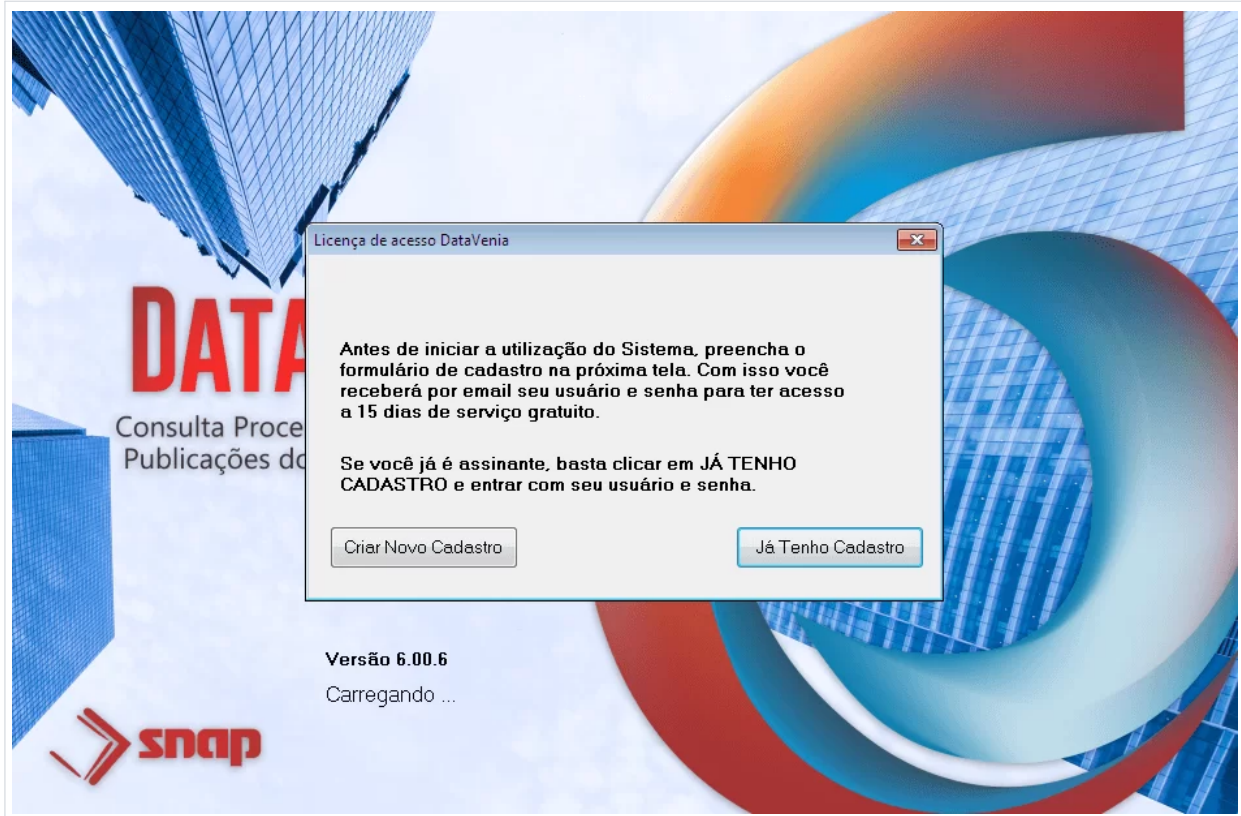 Licença de acesso DataVenia
DATA
Consulta Proce
Publicações do
Antes de iniciar a utilização do Sistema, preencha o
formulário de cadastro na próxima tela. Com isso você
receberá por email seu usuário e senha para ter acesso
a 15 dias de serviço gratuito.
Se você já é assinante, basta clicar em JÁ TENHO
CADASTRO e entrar com seu usuário e senha.
Criar Novo Cadastro
Já Tenho Cadastro
Versão 6.00.6
Carregando ...
snap